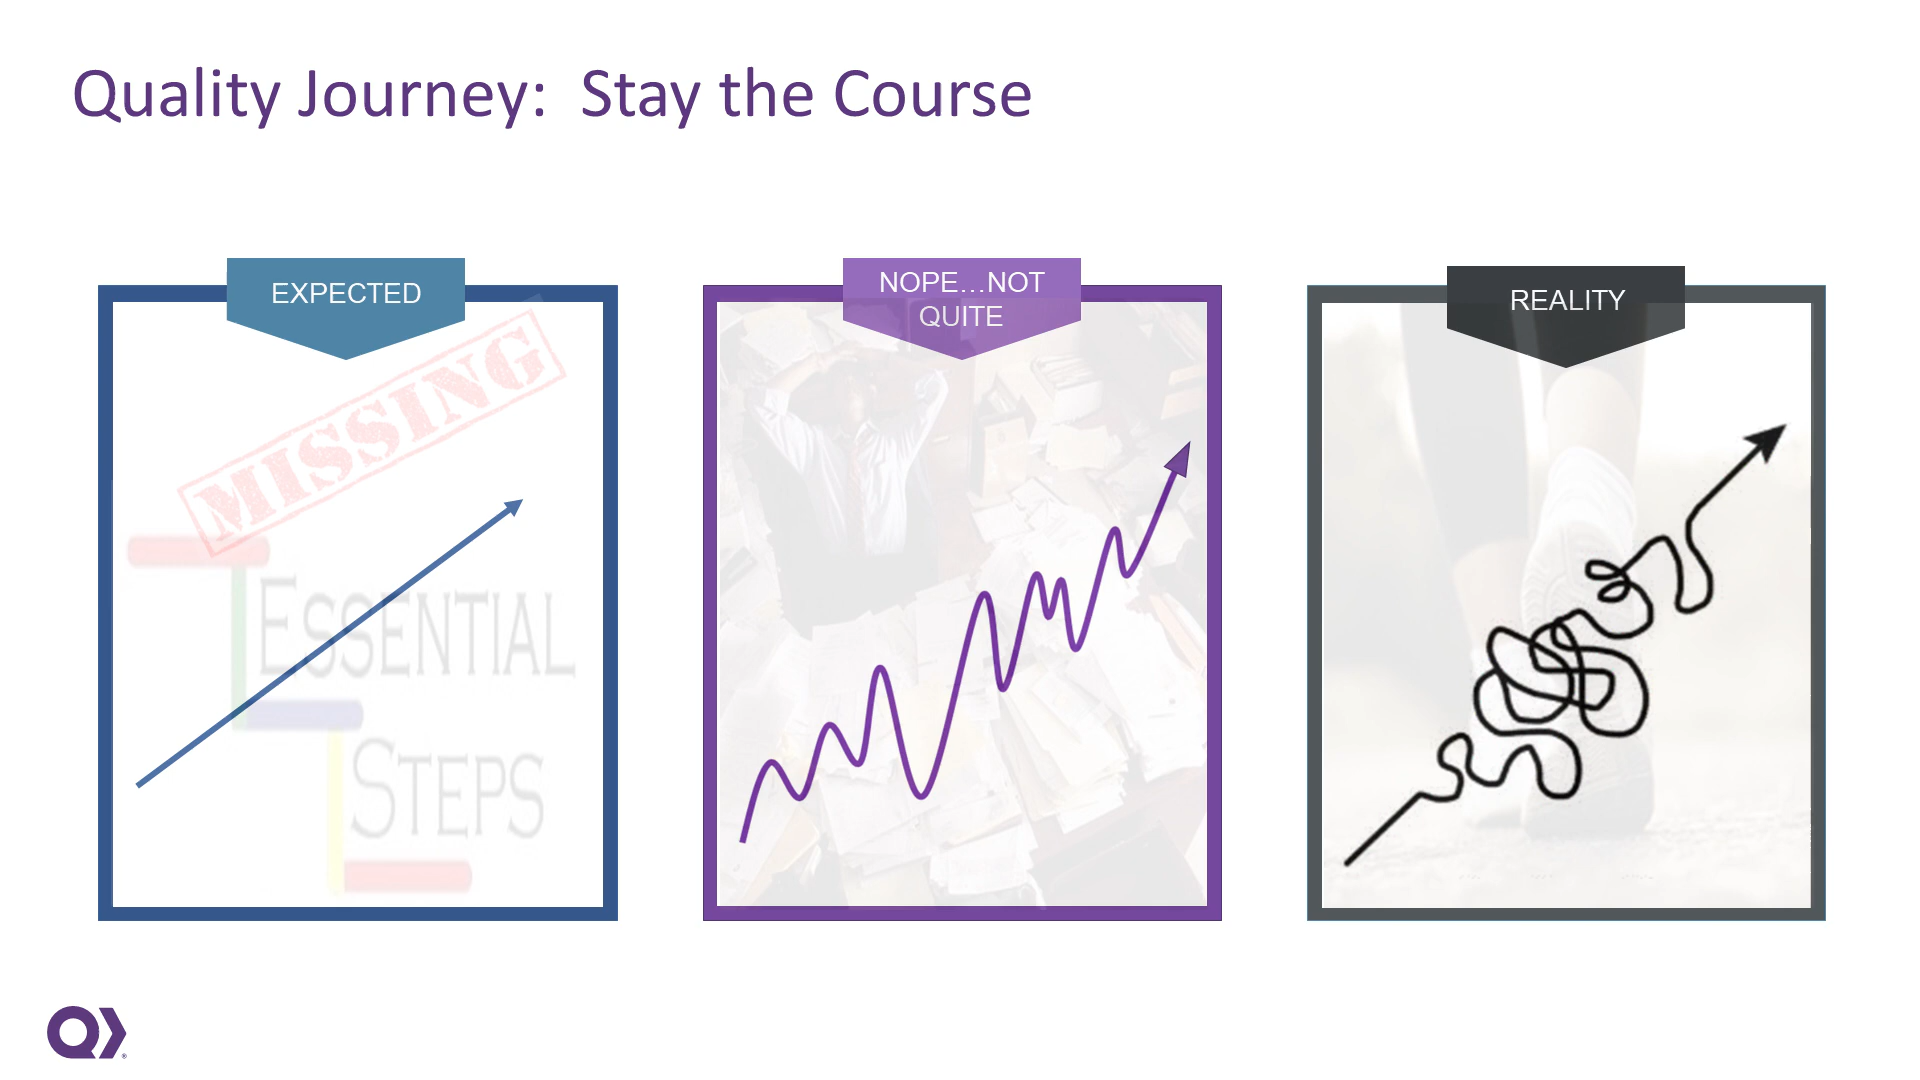 Quality Journey:  Stay the Course
EXPECTED
MISSING
ESSENTIAL
STEPS
NOPE...NOT
QUITE
REALITY